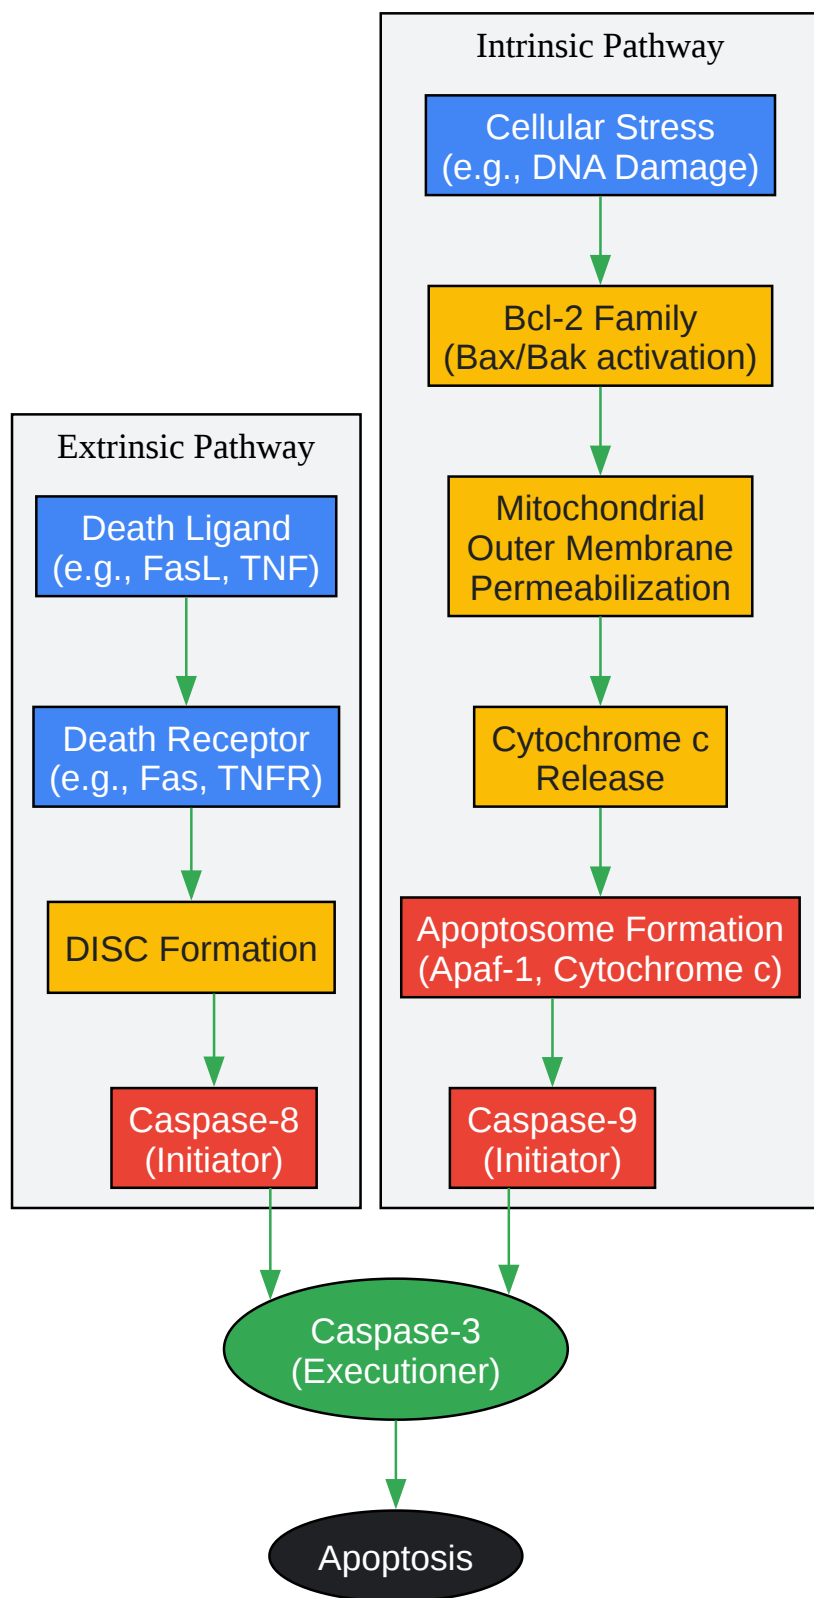 Intrinsic Pathway
Cellular Stress
(e.g., DNA Damage)
Bcl-2 Family
(Bax/Bak activation)
Mitochondrial
Outer Membrane
Permeabilization
Cytochrome c
Release
Apoptosome Formation
(Apaf-1, Cytochrome c)
Caspase-9
(Initiator)
Extrinsic Pathway
Death Ligand
(e.g., FasL, TNF)
Death Receptor
(e.g., Fas, TNFR)
DISC Formation
Caspase-8
(Initiator)
Caspase-3
(Executioner)
Apoptosis